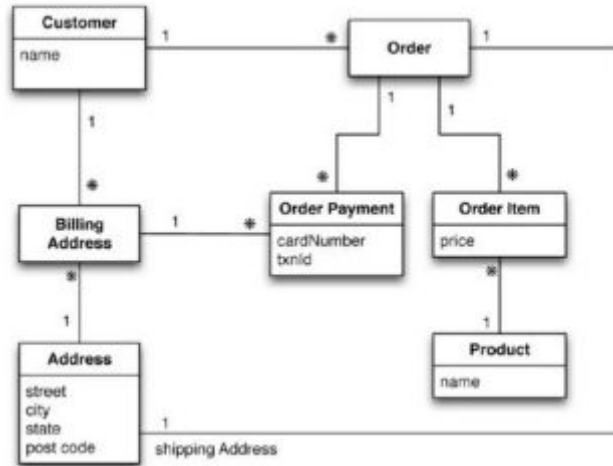 Customer
name
1
*
Order
1
1
*
1
*
1
*
Billing
Address
1
*
Order Payment
cardNumber
txnId
Order Item
price
*
1
*
1
Address
street
city
state
post code
1
shipping Address
Product
name